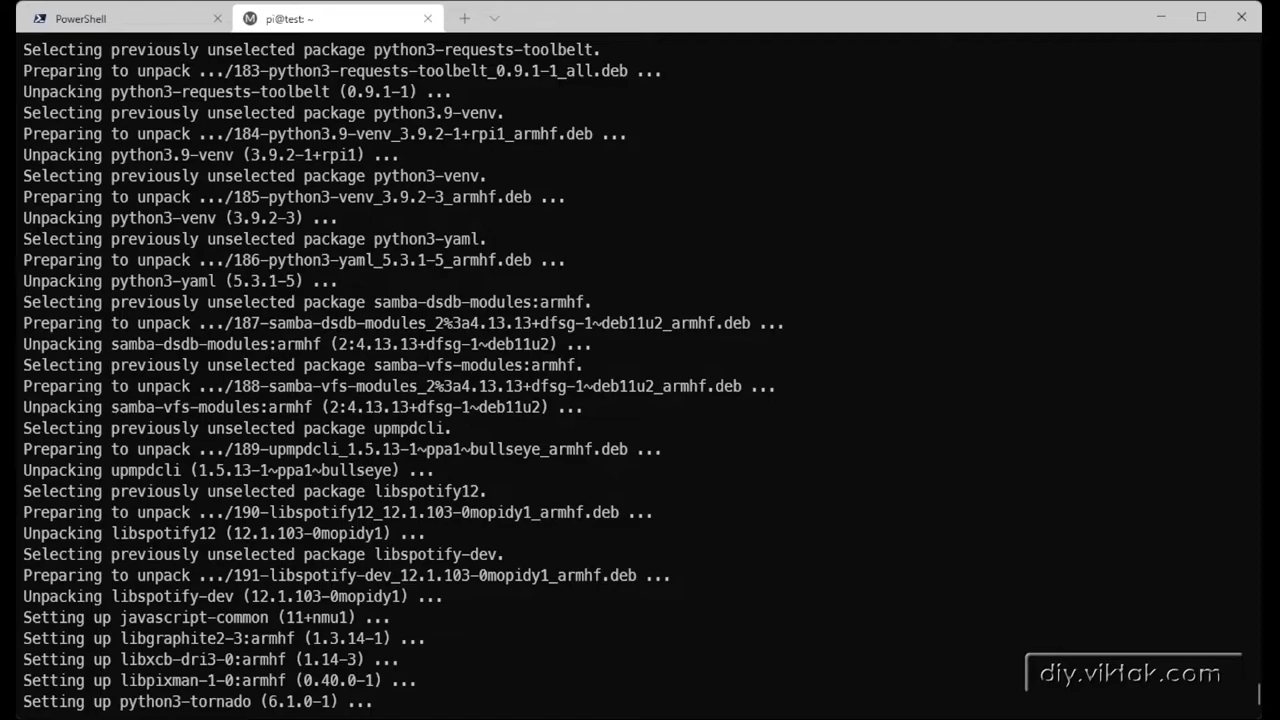 PowerShell
pi@test: ~
Selecting previously unselected package python3-requests-toolbelt.
Preparing to unpack .../183-python3-requests-toolbelt_0.9.1-1_all.deb ...
Unpacking python3-requests-toolbelt (0.9.1-1) ...
Selecting previously unselected package python3.9-venv.
Preparing to unpack .../184-python3.9-venv_3.9.2-1+rpi1_armhf.deb ...
Unpacking python3.9-venv (3.9.2-1+rpi1) ...
Selecting previously unselected package python3-venv.
Preparing to unpack .../185-python3-venv_3.9.2-3_armhf.deb ...
Unpacking python3-venv (3.9.2-3) ...
Selecting previously unselected package python3-yaml.
Preparing to unpack .../186-python3-yaml_5.3.1-5_armhf.deb ...
Unpacking python3-yaml (5.3.1-5) ...
Selecting previously unselected package samba-dsdb-modules:armhf.
Preparing to unpack .../187-samba-dsdb-modules_2%3a4.13.13+dfsg-1~deb11u2_armhf.deb ...
Unpacking samba-dsdb-modules:armhf (2:4.13.13+dfsg-1~deb11u2) ...
Selecting previously unselected package samba-vfs-modules:armhf.
Preparing to unpack .../188-samba-vfs-modules_2%3a4.13.13+dfsg-1~deb11u2_armhf.deb ...
Unpacking samba-vfs-modules:armhf (2:4.13.13+dfsg-1~deb11u2) ...
Selecting previously unselected package upmpdcli.
Preparing to unpack .../189-upmpdcli_1.5.13-1~ppa1~bullseye_armhf.deb ...
Unpacking upmpdcli (1.5.13-1~ppa1~bullseye) ...
Selecting previously unselected package libspotify12.
Preparing to unpack .../190-libspotify12_12.1.103-0mopidy1_armhf.deb ...
Unpacking libspotify12 (12.1.103-0mopidy1) ...
Selecting previously unselected package libspotify-dev.
Preparing to unpack .../191-libspotify-dev_12.1.103-0mopidy1_armhf.deb ...
Unpacking libspotify-dev (12.1.103-0mopidy1) ...
Setting up javascript-common (11+nmu1) ...
Setting up libgraphite2-3:armhf (1.3.14-1) ...
Setting up libxcb-dri3-0:armhf (1.14-3) ...
Setting up libpixman-1-0:armhf (0.40.0-1) ...
Setting up python3-tornado (6.1.0-1) ...
diy.viktak.com